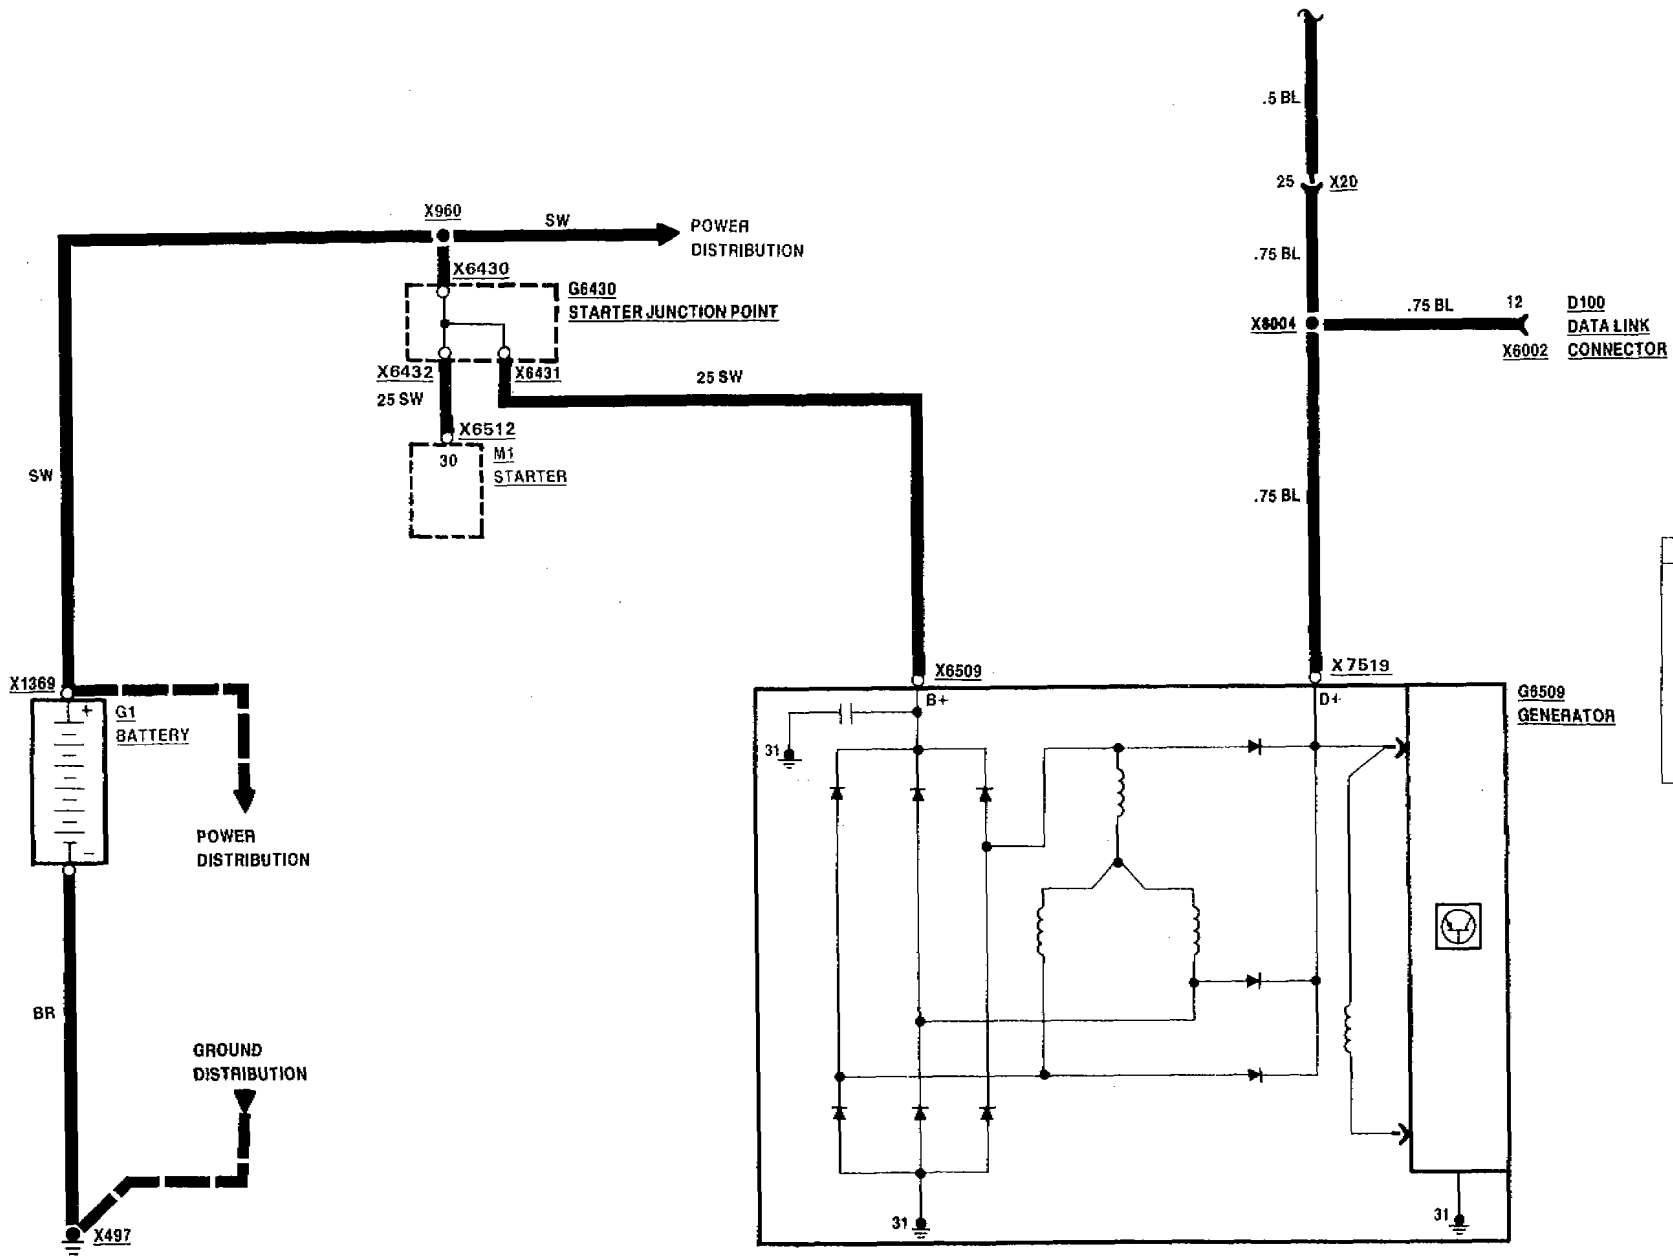 .5 BL
25
X20
X960
SW
POWER
DISTRIBUTION
.75 BL
X6430
G6430
STARTER JUNCTION POINT
.75 BL
12
D100
X8004
DATA LINK
X6002
CONNECTOR
X6432
X6431
25 SW
25 SW
X6512
30
M1
STARTER
SW
.75 BL
X1369
X6509
X7519
+
G1
BATTERY
B+
D+
G6509
GENERATOR
31
POWER
DISTRIBUTION
–
BR
GROUND
DISTRIBUTION
31
31
X497